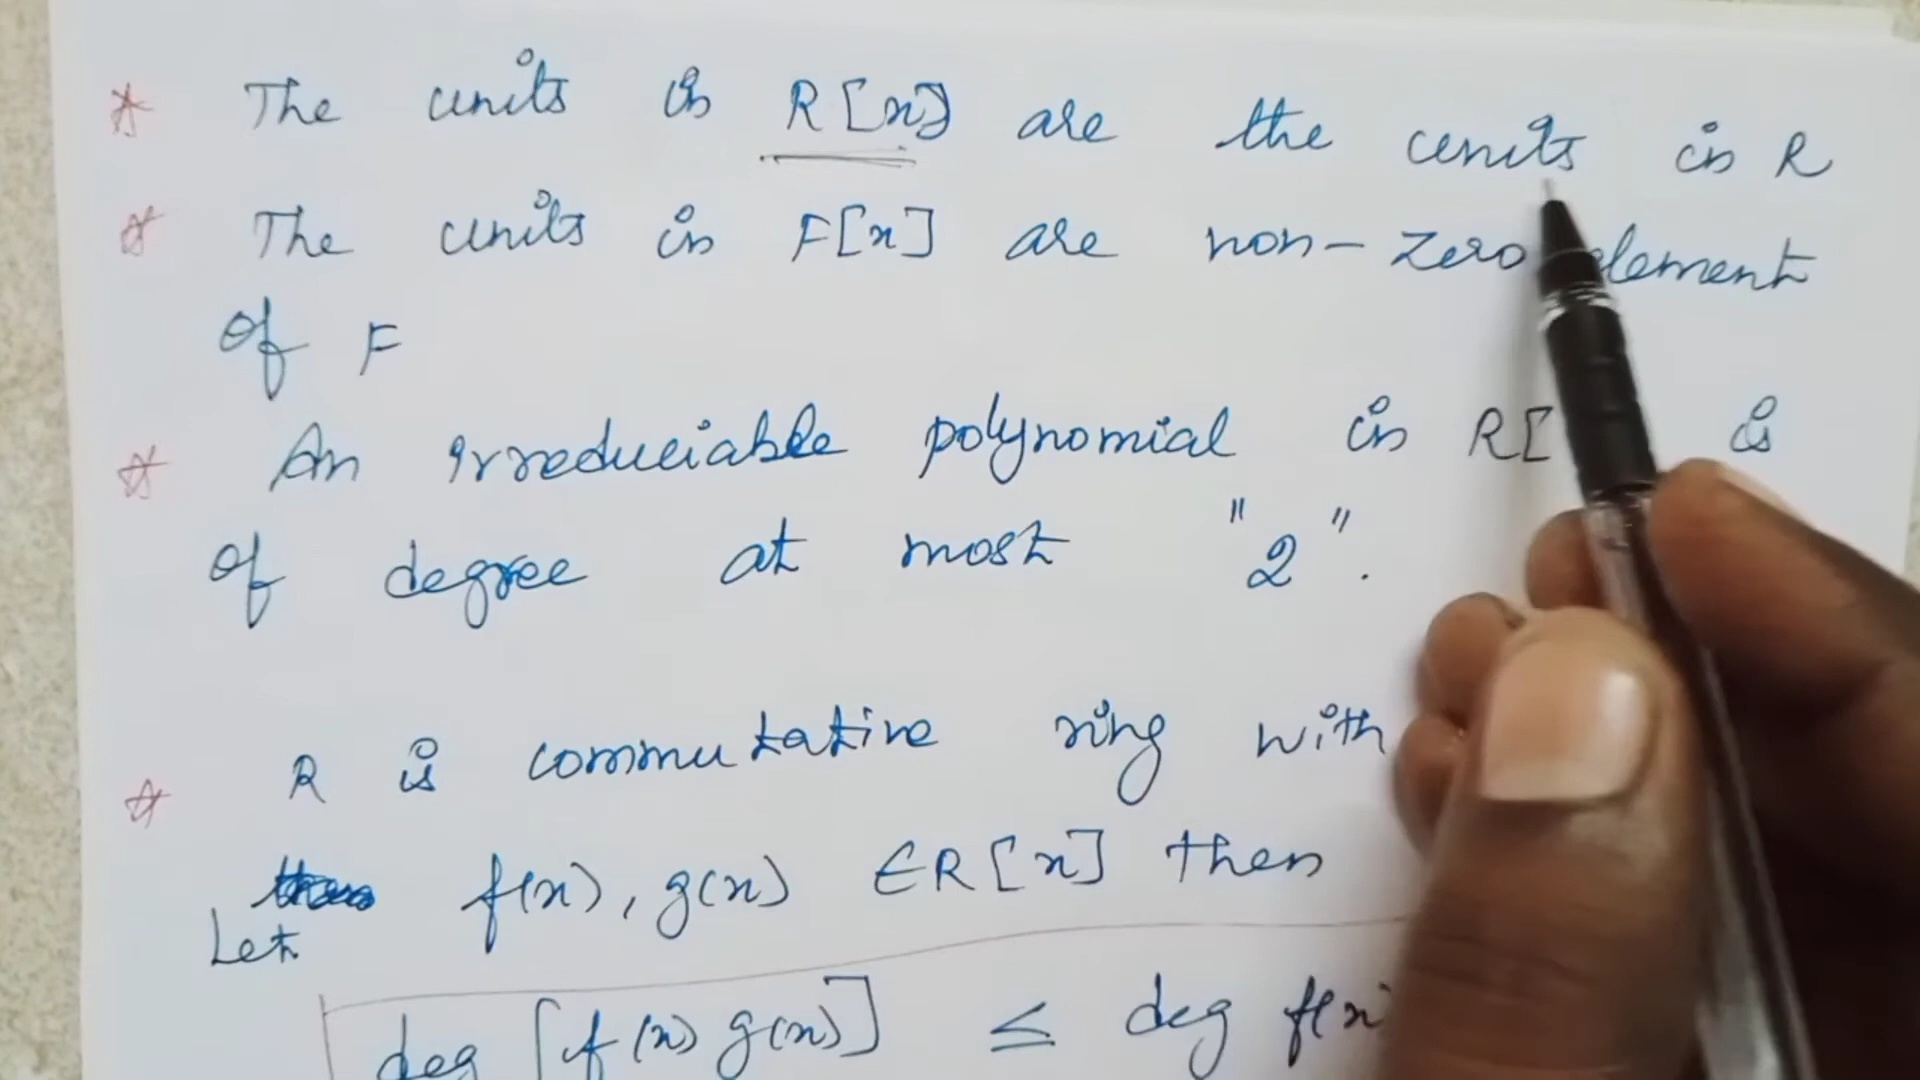 The units in R[x] are the units in R
The units in F[x] are non-zero element
of F
An irreduciable polynomial in R[ is
of degree at most "2".
R is commutative ring with
Let f(x), g(x) ∈ R[x] then
deg [f(x) g(x)] ≤ deg f(x)